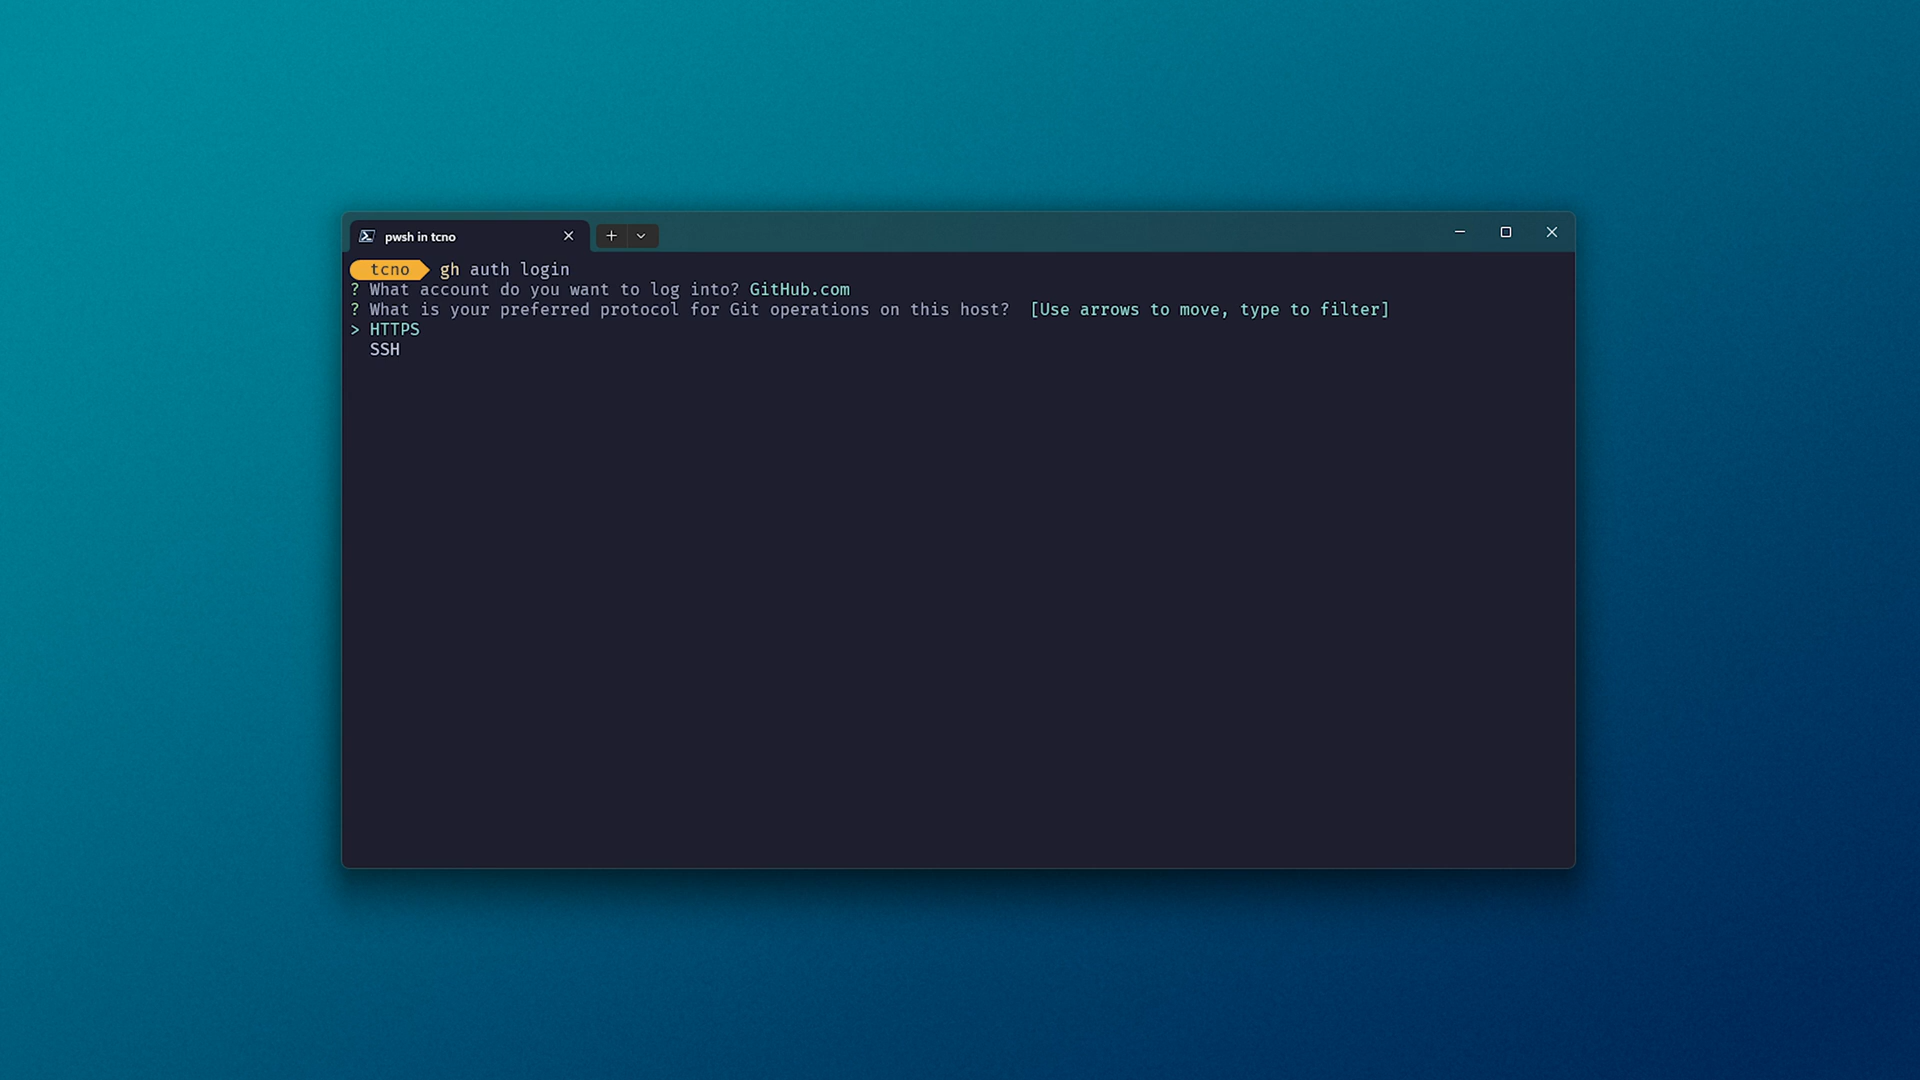 pwsh in tcno
tcno gh auth login
? What account do you want to log into? GitHub.com
? What is your preferred protocol for Git operations on this host?  [Use arrows to move, type to filter]
> HTTPS
  SSH